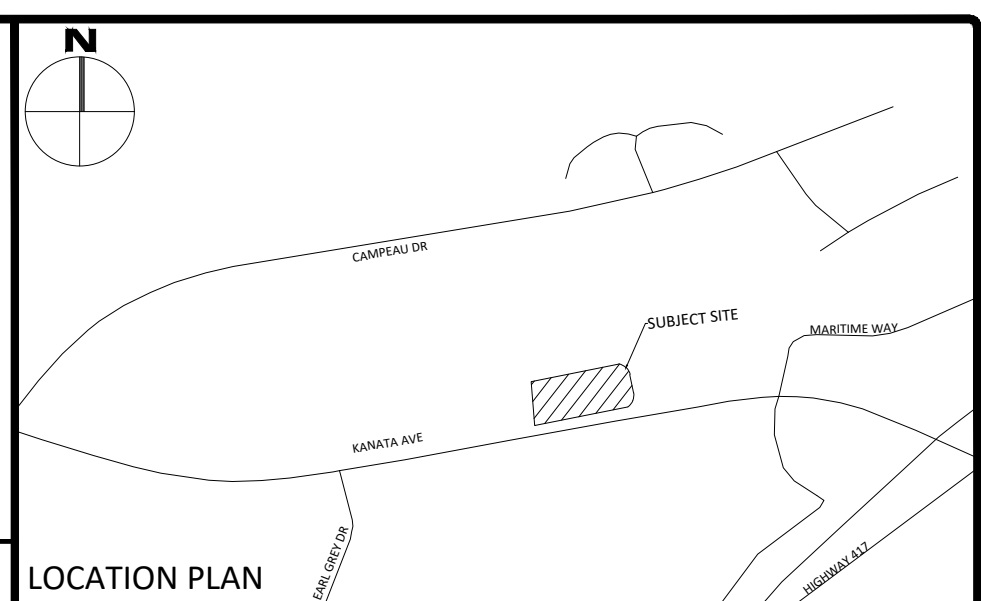 N
CAMPEAU DR
SUBJECT SITE
MARITIME WAY
KANATA AVE
EARL GREY DR
HIGHWAY 417
LOCATION PLAN